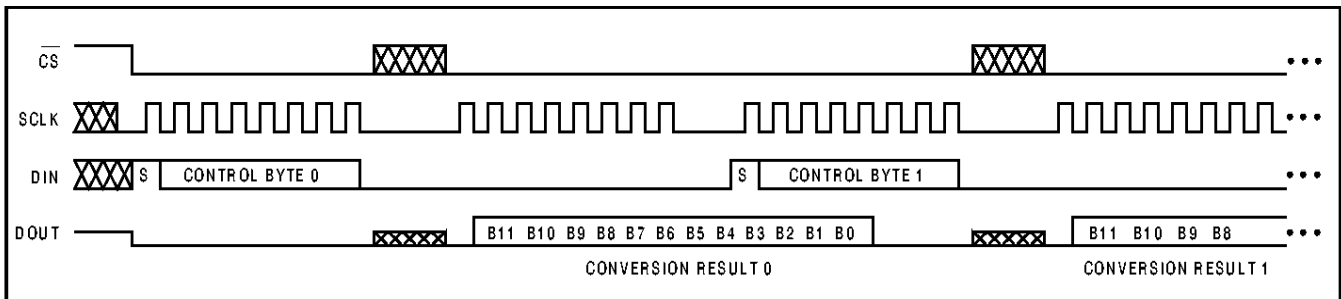 CS
SCLK
DIN S CONTROL BYTE 0 S CONTROL BYTE 1
DOUT B11 B10 B9 B8 B7 B6 B5 B4 B3 B2 B1 B0 B11 B10 B9 B8
CONVERSION RESULT 0 CONVERSION RESULT 1